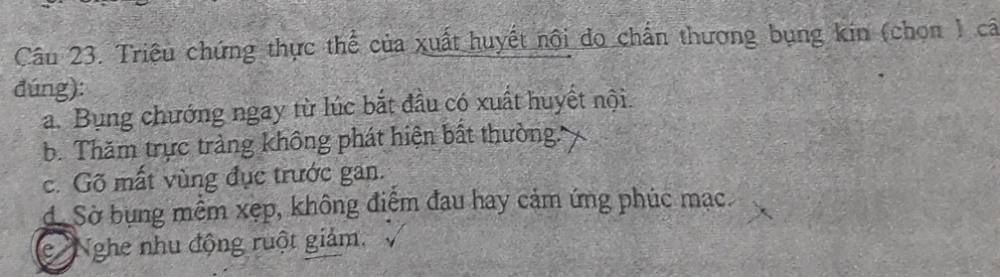 Câu 23. Triệu chứng thực thể của xuất huyết nội do chấn thương bụng kín (chọn 1 câ
đúng):
a. Bụng chướng ngay từ lúc bắt đầu có xuất huyết nội.
b. Thăm trực tràng không phát hiện bất thường.
c. Gõ mất vùng đục trước gan.
d. Sờ bụng mềm xẹp, không điểm đau hay cảm ứng phúc mạc.
e. Nghe nhu động ruột giảm.